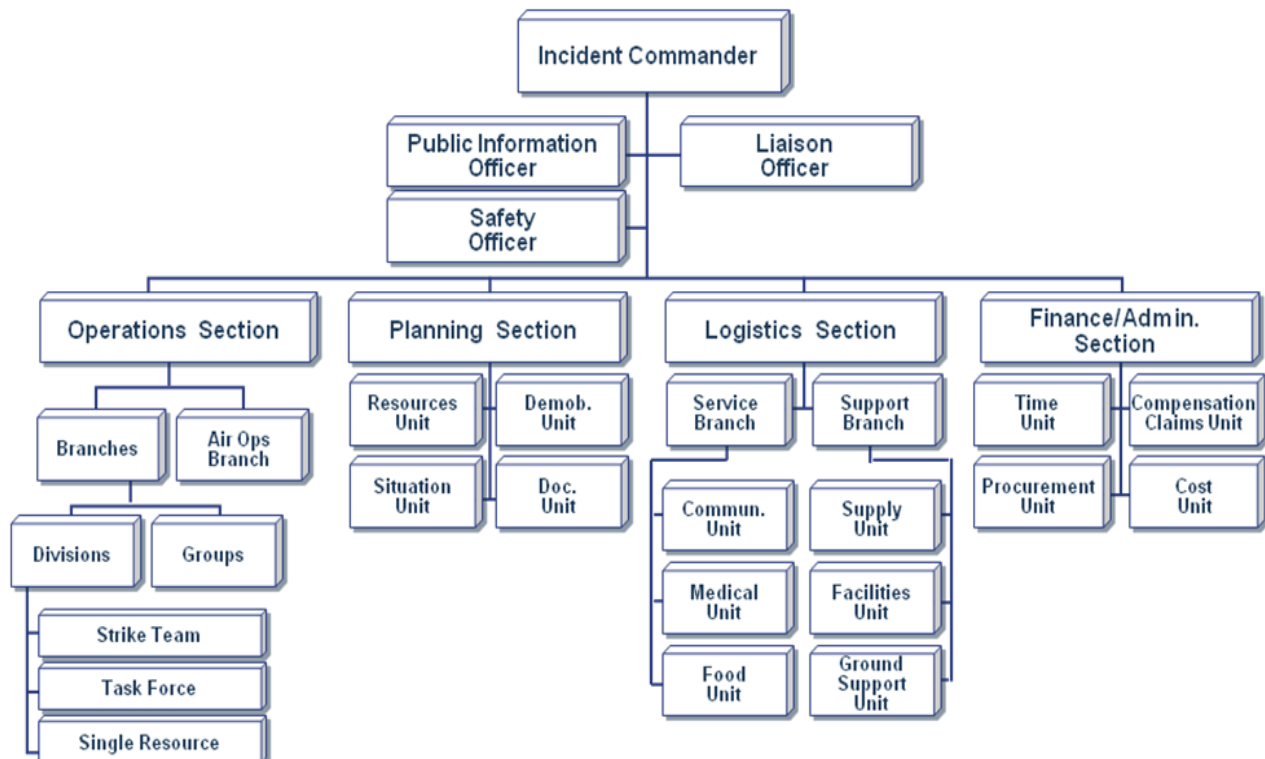 Incident Commander
Public Information
Officer
Liaison
Officer
Safety
Officer
Operations Section
Planning Section
Logistics Section
Finance/Admin.
Section
Branches
Air Ops
Branch
Divisions
Groups
Strike Team
Task Force
Single Resource
Resources
Unit
Demob.
Unit
Situation
Unit
Doc.
Unit
Service
Branch
Support
Branch
Commun.
Unit
Supply
Unit
Medical
Unit
Facilities
Unit
Food
Unit
Ground
Support
Unit
Time
Unit
Compensation
Claims Unit
Procurement
Unit
Cost
Unit